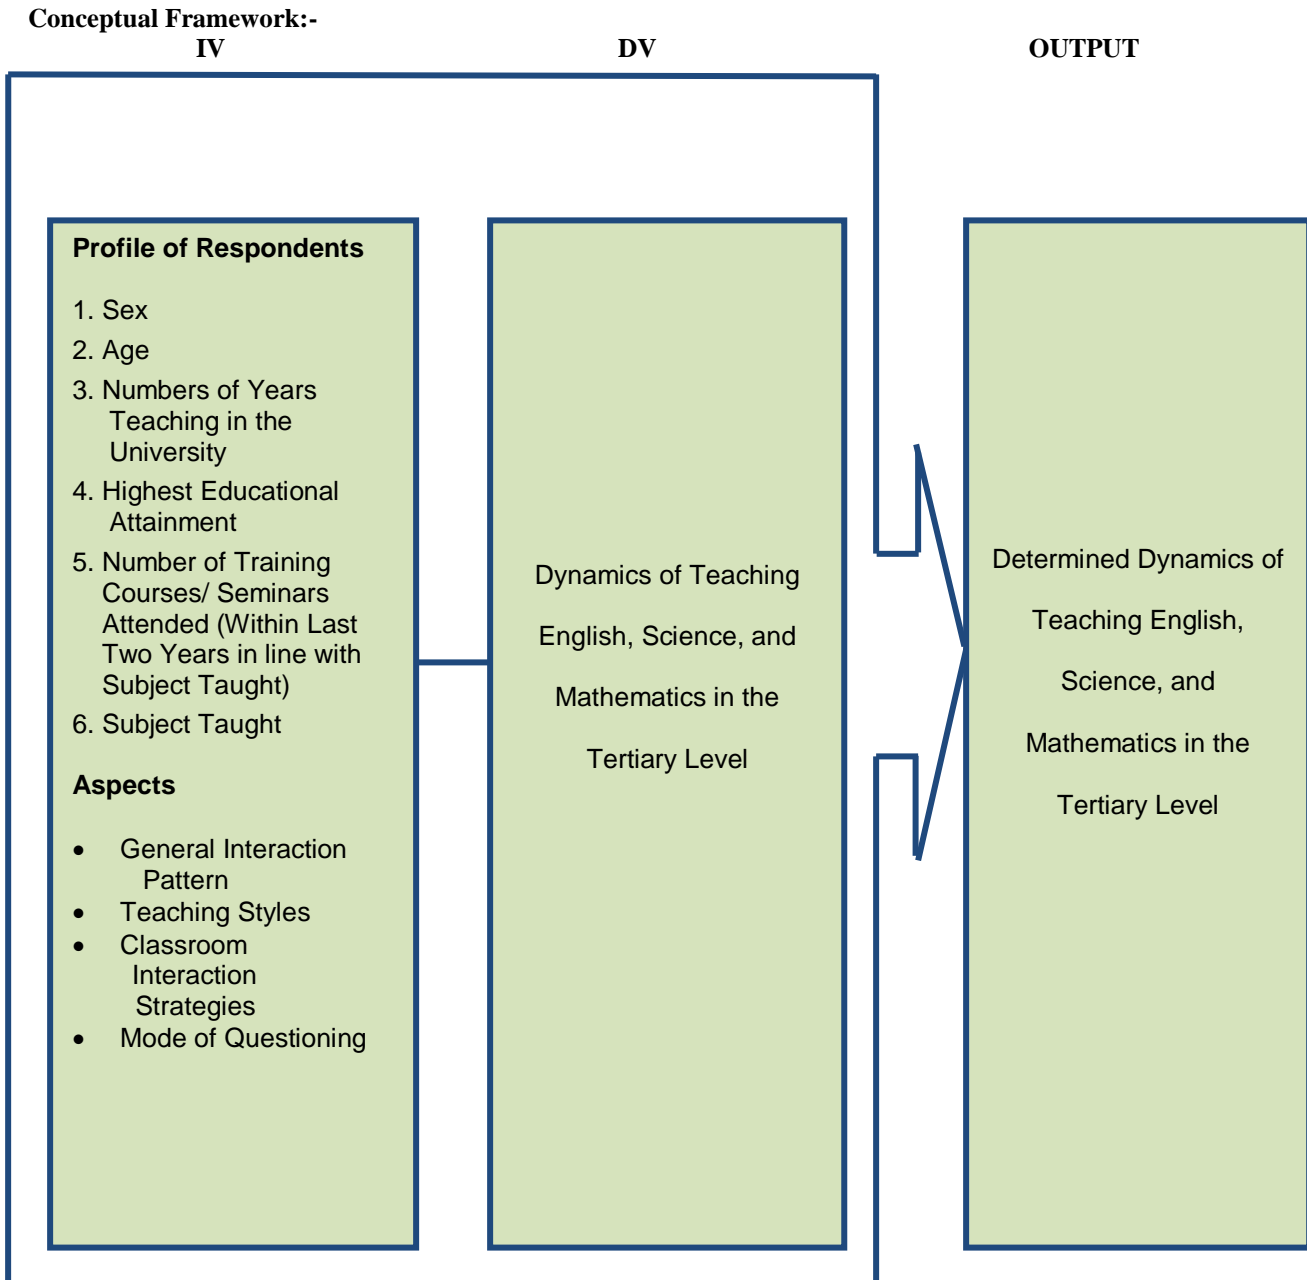 Conceptual Framework:-
IV DV OUTPUT
Profile of Respondents
1. Sex
2. Age
3. Numbers of Years
Teaching in the
University
4. Highest Educational
Attainment
5. Number of Training
Courses/ Seminars
Attended (Within Last
Two Years in line with
Subject Taught)
6. Subject Taught
Aspects
• General Interaction
Pattern
• Teaching Styles
• Classroom
Interaction
Strategies
• Mode of Questioning
Dynamics of Teaching
English, Science, and
Mathematics in the
Tertiary Level
Determined Dynamics of
Teaching English,
Science, and
Mathematics in the
Tertiary Level